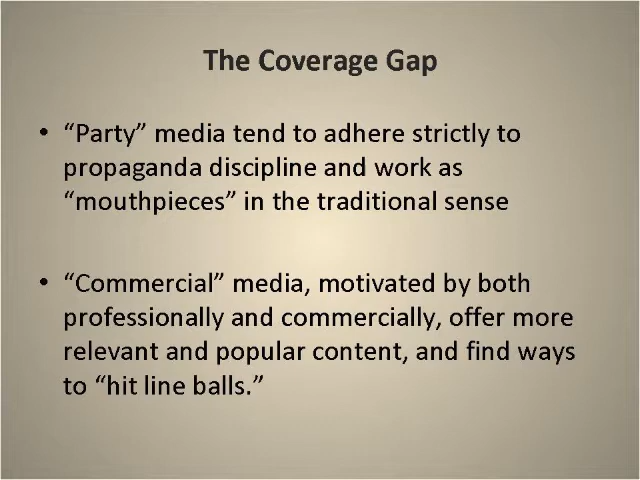 The Coverage Gap
• “Party” media tend to adhere strictly to
propaganda discipline and work as
“mouthpieces” in the traditional sense
• “Commercial” media, motivated by both
professionally and commercially, offer more
relevant and popular content, and find ways
to “hit line balls.”